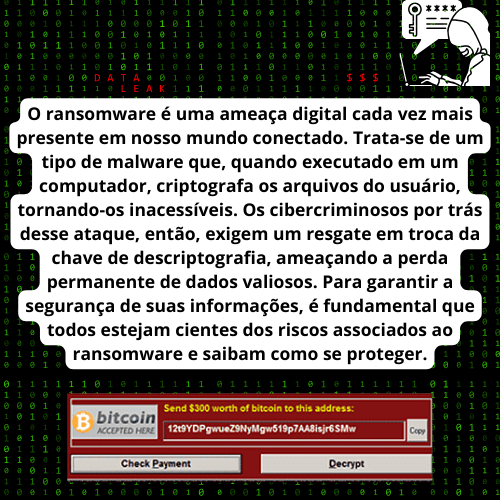 ****
DATA $$$
LEAK
O ransomware é uma ameaça digital cada vez mais
presente em nosso mundo conectado. Trata-se de um
tipo de malware que, quando executado em um
computador, criptografa os arquivos do usuário,
tornando-os inacessíveis. Os cibercriminosos por trás
desse ataque, então, exigem um resgate em troca da
chave de descriptografia, ameaçando a perda
permanente de dados valiosos. Para garantir a
segurança de suas informações, é fundamental que
todos estejam cientes dos riscos associados ao
ransomware e saibam como se proteger.
bitcoin
ACCEPTED HERE
Send $300 worth of bitcoin to this address:
12t9YDPgwueZ9NyMgw519p7AA8isjr6SMw
Copy
Check Payment
Decrypt